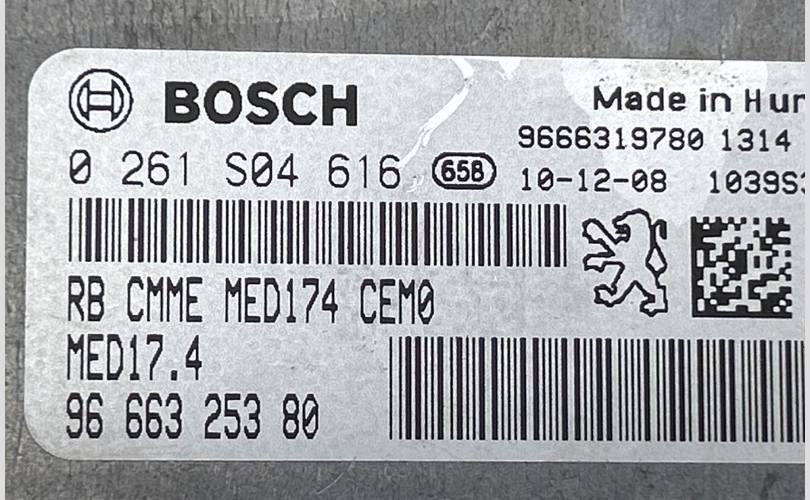 BOSCH
Made in Hun
9666319780 1314
0 261 S04 616 65B
10-12-08 1039S
RB CMME MED174 CEM0
MED17.4
96 663 253 80